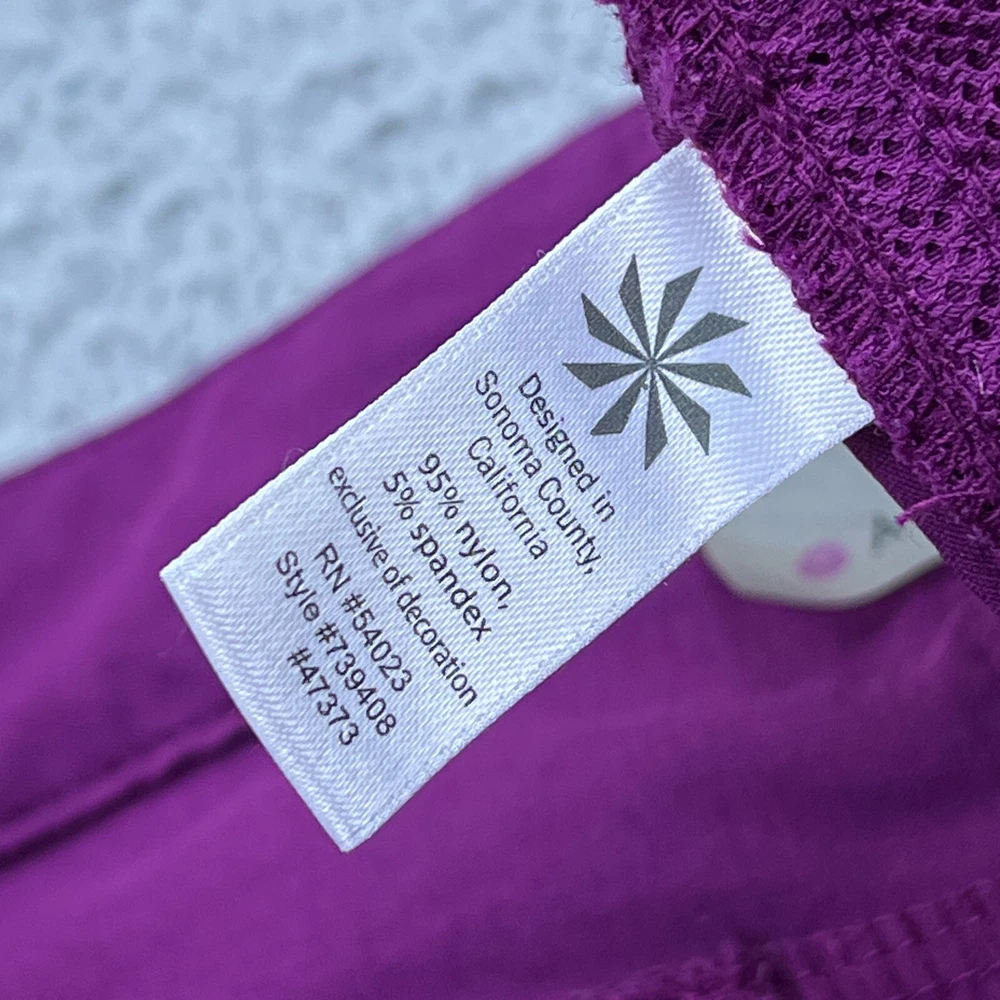 Designed in
Sonoma County,
California
95% nylon,
5% spandex
exclusive of decoration
RN #54023
Style #739408
#47373